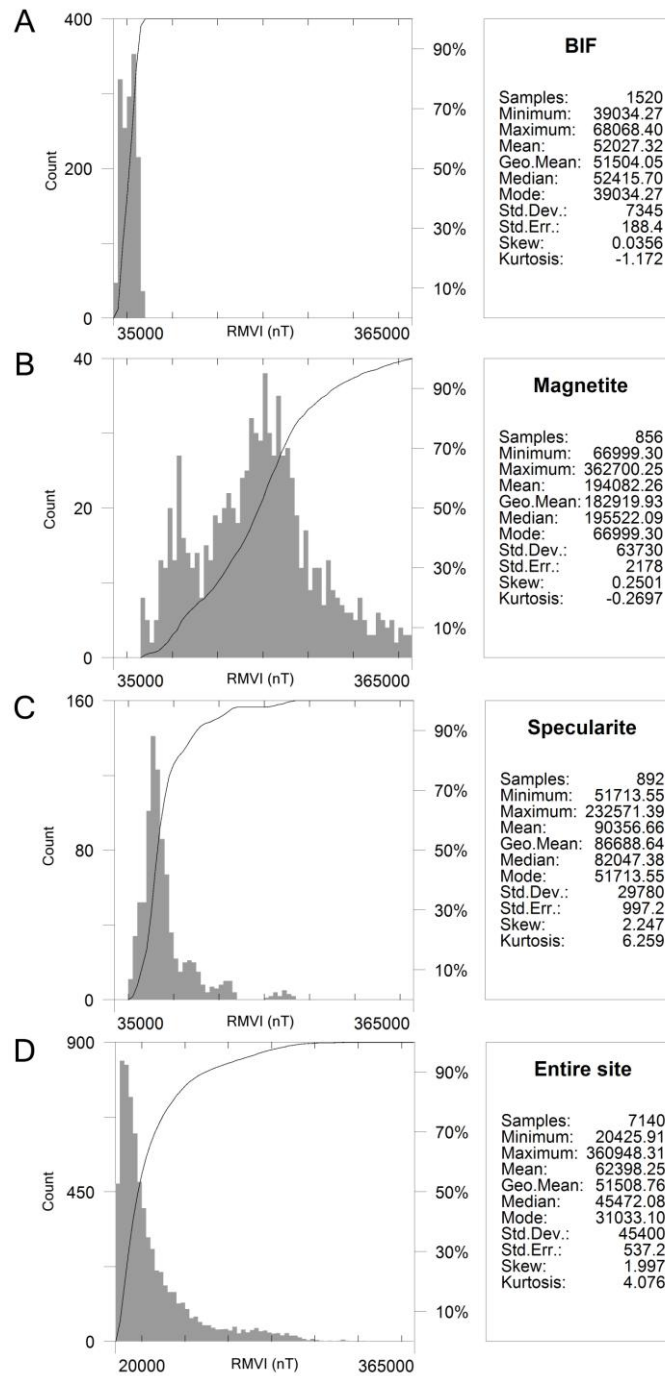 A
400
200
0
Count
90%
70%
50%
30%
10%
35000
RMVI (nT)
365000
BIF
Samples: 1520
Minimum: 39034.27
Maximum: 68068.40
Mean: 52027.32
Geo.Mean: 51504.05
Median: 52415.70
Mode: 39034.27
Std.Dev.: 7345
Std.Err.: 188.4
Skew: 0.0356
Kurtosis: -1.172
B
40
20
0
Count
90%
70%
50%
30%
10%
35000
RMVI (nT)
365000
Magnetite
Samples: 856
Minimum: 66999.30
Maximum: 362700.25
Mean: 194082.26
Geo.Mean: 182919.93
Median: 195522.09
Mode: 66999.30
Std.Dev.: 63730
Std.Err.: 2178
Skew: 0.2501
Kurtosis: -0.2697
C
160
80
0
Count
90%
70%
50%
30%
10%
35000
RMVI (nT)
365000
Specularite
Samples: 892
Minimum: 51713.55
Maximum: 232571.39
Mean: 90356.66
Geo.Mean: 86688.64
Median: 82047.38
Mode: 51713.55
Std.Dev.: 29780
Std.Err.: 997.2
Skew: 2.247
Kurtosis: 6.259
D
900
450
0
Count
90%
70%
50%
30%
10%
20000
RMVI (nT)
365000
Entire site
Samples: 7140
Minimum: 20425.91
Maximum: 360948.31
Mean: 62398.25
Geo.Mean: 51508.76
Median: 45472.08
Mode: 31033.10
Std.Dev.: 45400
Std.Err.: 537.2
Skew: 1.997
Kurtosis: 4.076